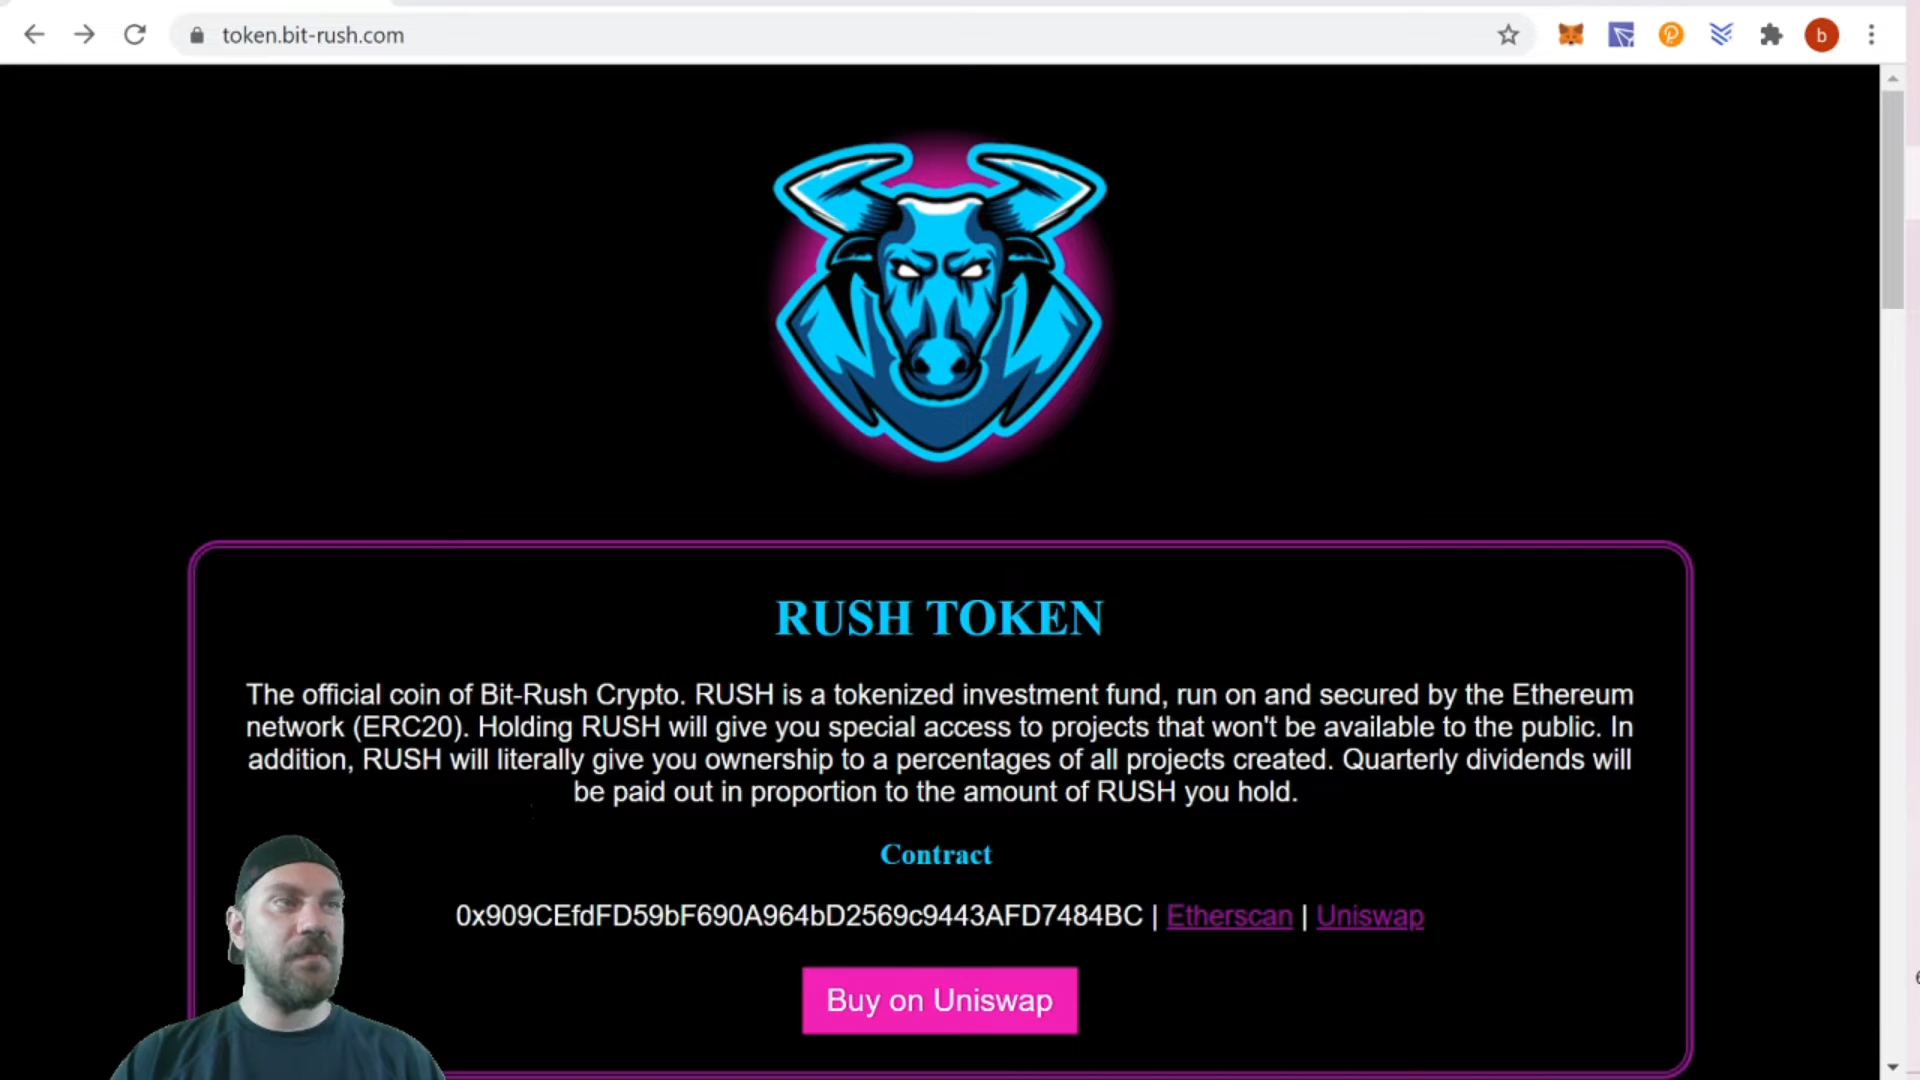 token.bit-rush.com
b
RUSH TOKEN
The official coin of Bit-Rush Crypto. RUSH is a tokenized investment fund, run on and secured by the Ethereum
network (ERC20). Holding RUSH will give you special access to projects that won't be available to the public. In
addition, RUSH will literally give you ownership to a percentages of all projects created. Quarterly dividends will
be paid out in proportion to the amount of RUSH you hold.
Contract
0x909CEfdFD59bF690A964bD2569c9443AFD7484BC | Etherscan | Uniswap
Buy on Uniswap